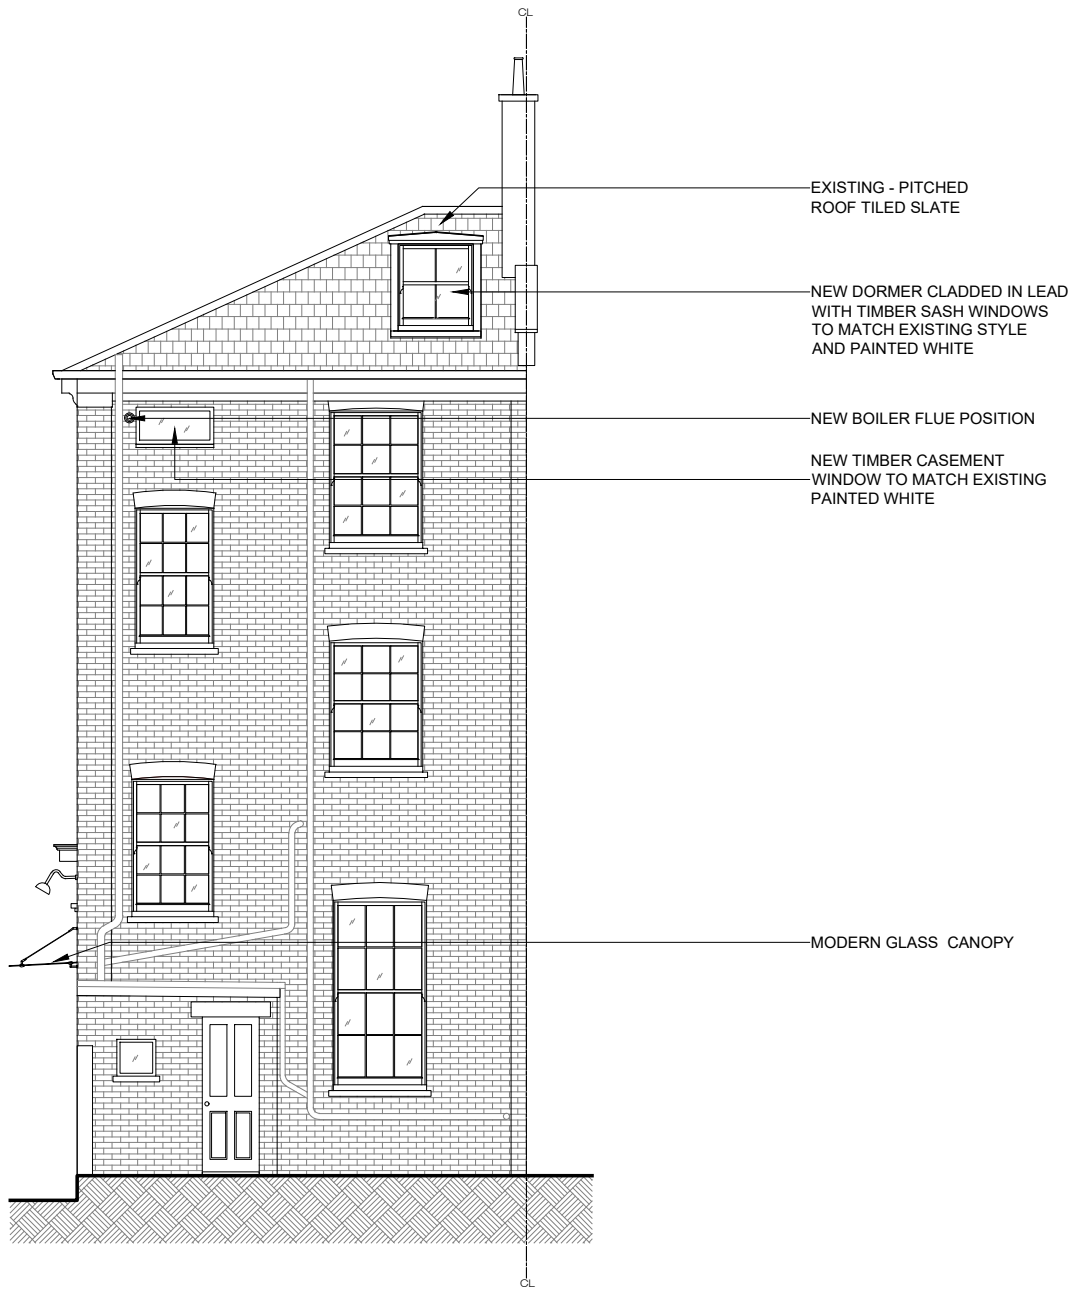 CL
EXISTING - PITCHED
ROOF TILED SLATE
NEW DORMER CLADDED IN LEAD
WITH TIMBER SASH WINDOWS
TO MATCH EXISTING STYLE
AND PAINTED WHITE
NEW BOILER FLUE POSITION
NEW TIMBER CASEMENT
WINDOW TO MATCH EXISTING
PAINTED WHITE
MODERN GLASS CANOPY
CL